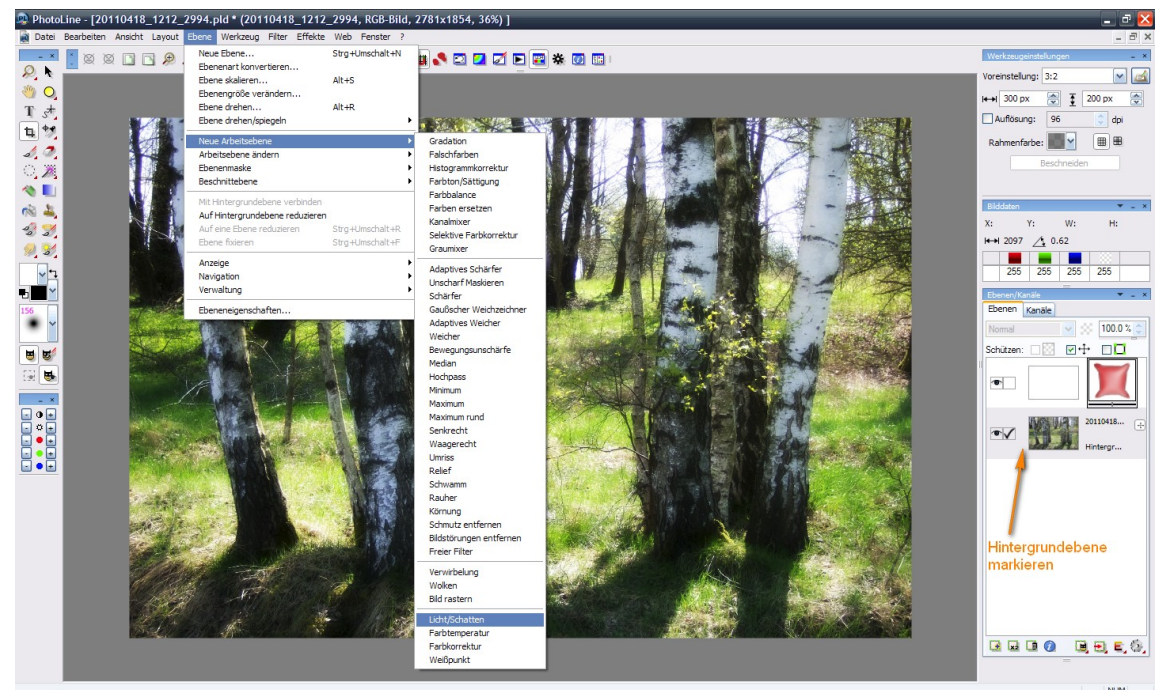 PhotoLine - [20110418_1212_2994.pld * (20110418_1212_2994, RGB-Bild, 2781x1854, 36%) ]
Datei Bearbeiten Ansicht Layout Ebene Werkzeug Filter Effekte Web Fenster ?
Neue Ebene... Strg+Umschalt+N
Ebenenart konvertieren...
Ebene skalieren... Alt+S
Ebenengröße verändern...
Ebene drehen... Alt+R
Ebene drehen/spiegeln
Neue Arbeitsebene
Arbeitsebene ändern
Ebenenmaske
Beschnittebene
Mit Hintergrundebene verbinden
Auf Hintergrundebene reduzieren
Auf eine Ebene reduzieren Strg+Umschalt+R
Ebene fixieren Strg+Umschalt+F
Anzeige
Navigation
Verwaltung
Ebeneneigenschaften...
Gradation
Falschfarben
Histogrammkorrektur
Farbton/Sättigung
Farbbalance
Farben ersetzen
Kanalmixer
Selektive Farbkorrektur
Graumixer
Adaptives Schärfer
Unscharf Maskieren
Schärfer
Gaußscher Weichzeichner
Adaptives Weicher
Weicher
Bewegungsunschärfe
Median
Hochpass
Minimum
Maximum
Maximum rund
Senkrecht
Waagerecht
Umriss
Relief
Schwamm
Rauher
Körnung
Schmutz entfernen
Bildstörungen entfernen
Freier Filter
Verwirbelung
Wolken
Bild rastern
Licht/Schatten
Farbtemperatur
Farbkorrektur
Weißpunkt
156
Werkzeugeinstellungen
Voreinstellung: 3:2
300 px 200 px
Auflösung: 96 dpi
Rahmenfarbe:
Beschneiden
Bilddaten
X: Y: W: H:
2097 0.62
255 255 255 255
Ebenen/Kanäle
Ebenen Kanäle
Normal 100.0 %
Schützen:
20110418...
Hintergr...
Hintergrundebene
markieren
NUM